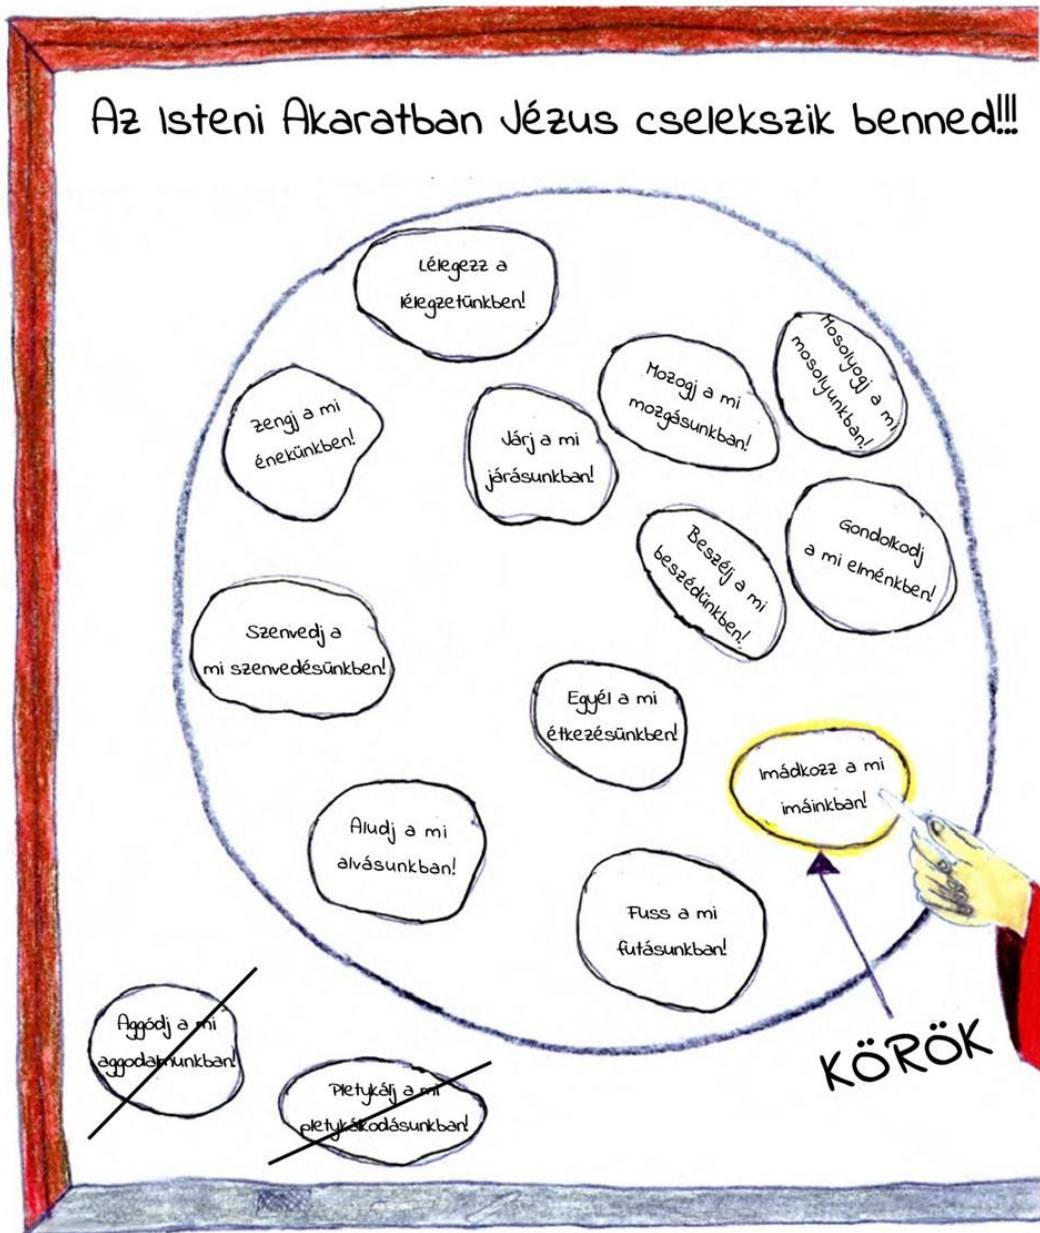 Az Isteni Akaratban Jézus cselekszik benned!!!
Lélegezz a
lélegzetünkben!
Zengj a mi
énekünkben!
Járj a mi
járásunkban!
Mozogj a mi
mozgásunkban!
Mosolyogj a mi
mosolyunkban!
Beszélj a mi
beszédünkben!
Gondolkodj
a mi elménkben!
Szenvedj a
mi szenvedésünkben!
Egyél a mi
étkezésünkben!
Imádkozz a mi
imáinkban!
Aludj a mi
alvásunkban!
Fuss a mi
futásunkban!
KÖRÖK
Aggódj a mi
aggodamunkban!
Pletykálj a mi
pletykálkodásunkban!